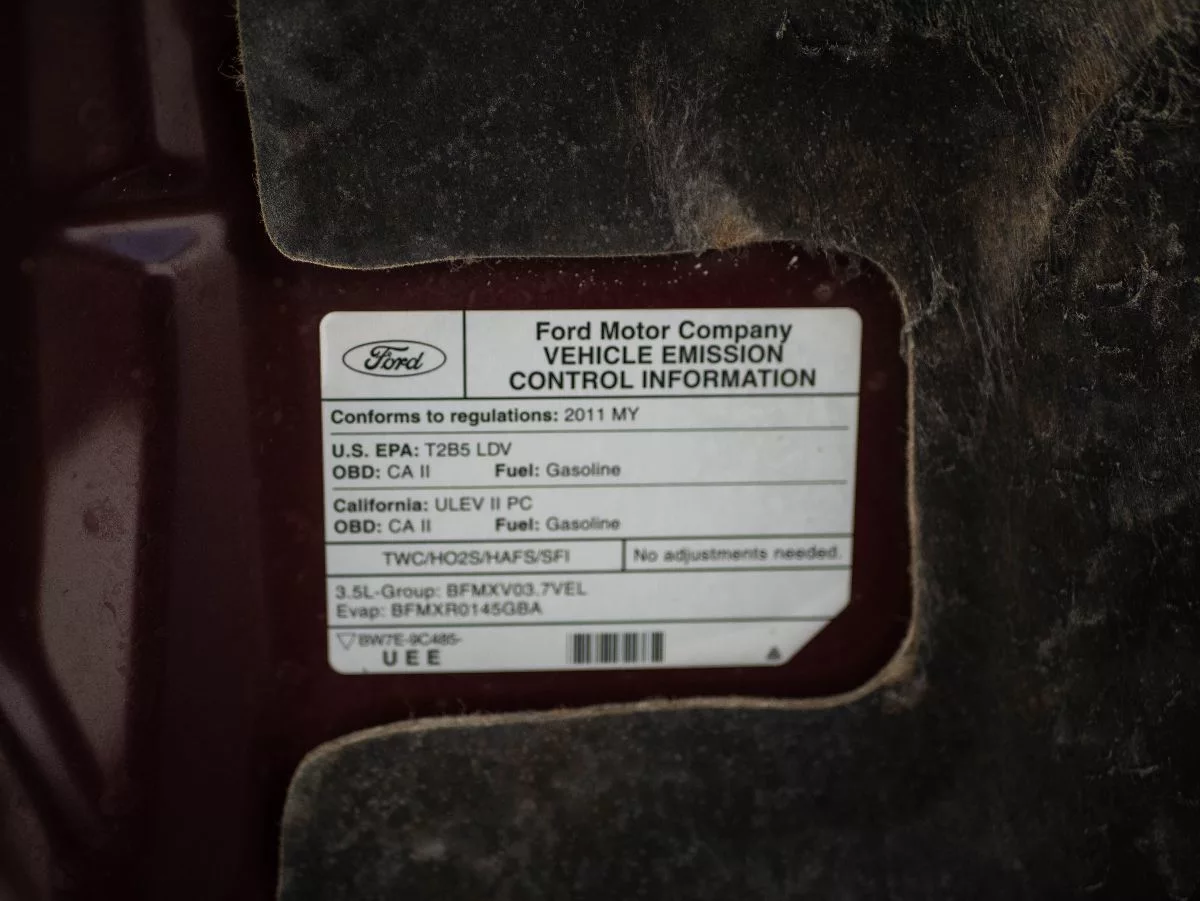 Ford
Ford Motor Company
VEHICLE EMISSION
CONTROL INFORMATION
Conforms to regulations: 2011 MY
U.S. EPA: T2B5 LDV
OBD: CA II Fuel: Gasoline
California: ULEV II PC
OBD: CA II Fuel: Gasoline
TWC/HO2S/HAFS/SFI No adjustments needed.
3.5L-Group: BFMXV03.7VEL
Evap: BFMXR0145GBA
BW7E-9C485-
UEE